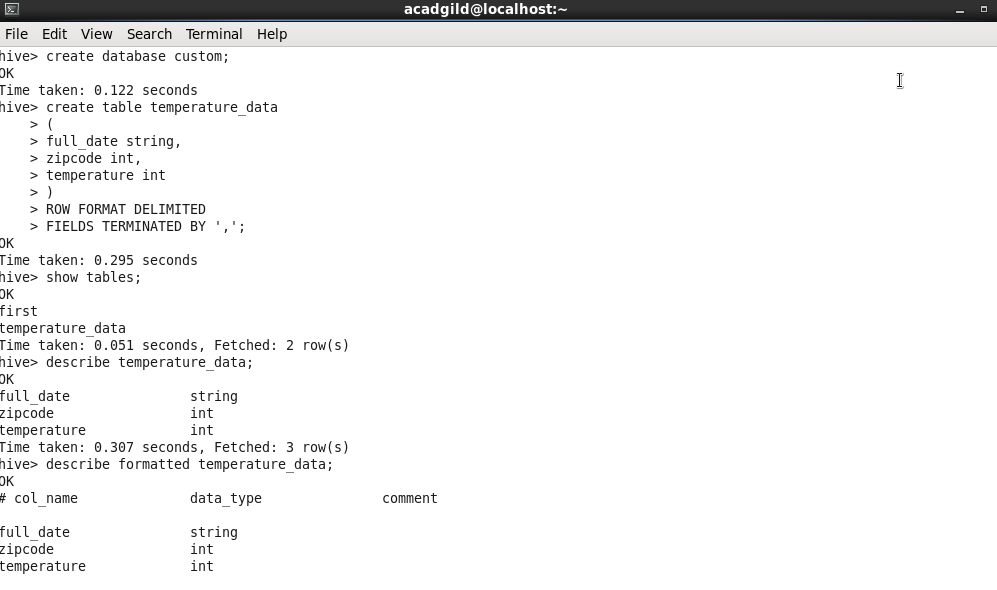 acadgild@localhost:~
File Edit View Search Terminal Help
hive> create database custom;
OK
Time taken: 0.122 seconds
hive> create table temperature_data
    > (
    > full_date string,
    > zipcode int,
    > temperature int
    > )
    > ROW FORMAT DELIMITED
    > FIELDS TERMINATED BY ',';
OK
Time taken: 0.295 seconds
hive> show tables;
OK
first
temperature_data
Time taken: 0.051 seconds, Fetched: 2 row(s)
hive> describe temperature_data;
OK
full_date               string
zipcode                 int
temperature             int
Time taken: 0.307 seconds, Fetched: 3 row(s)
hive> describe formatted temperature_data;
OK
# col_name              data_type               comment
full_date               string
zipcode                 int
temperature             int